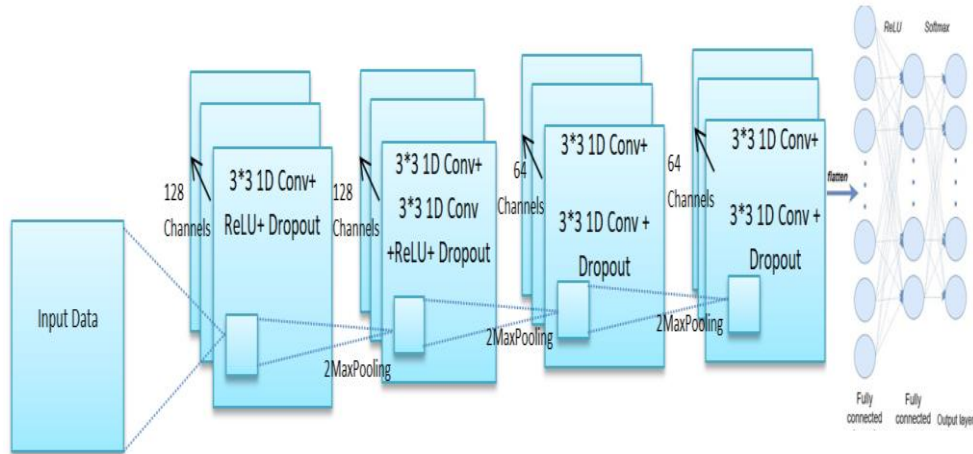 Input Data
128
Channels
3*3 1D Conv+
ReLU+ Dropout
2MaxPooling
128
Channels
3*3 1D Conv+
3*3 1D Conv
+ReLU+ Dropout
2MaxPooling
64
Channels
3*3 1D Conv+
3*3 1D Conv +
Dropout
2MaxPooling
64
Channels
3*3 1D Conv+
3*3 1D Conv +
Dropout
flatten
ReLU
Softmax
Fully
connected
Fully
connected
Output layer